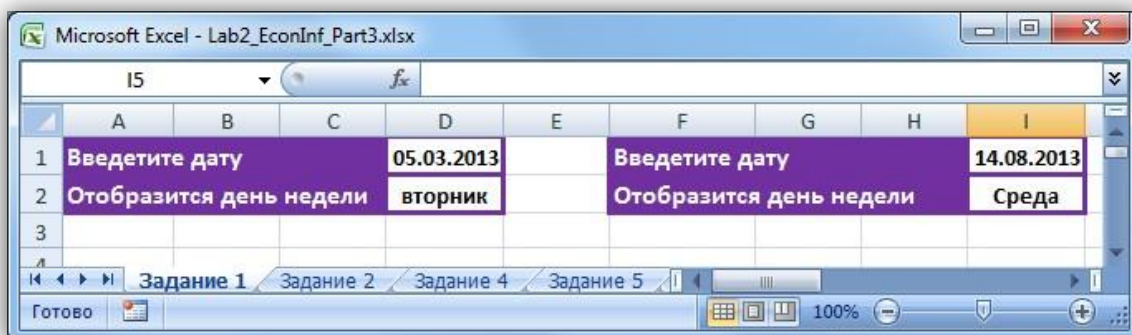 Microsoft Excel - Lab2_EconInf_Part3.xlsx
I5 fx
A B C D E F G H I
1 Введетите дату 05.03.2013 Введетите дату 14.08.2013
2 Отобразится день недели вторник Отобразится день недели Среда
3
4
Задание 1 Задание 2 Задание 4 Задание 5
Готово 100%